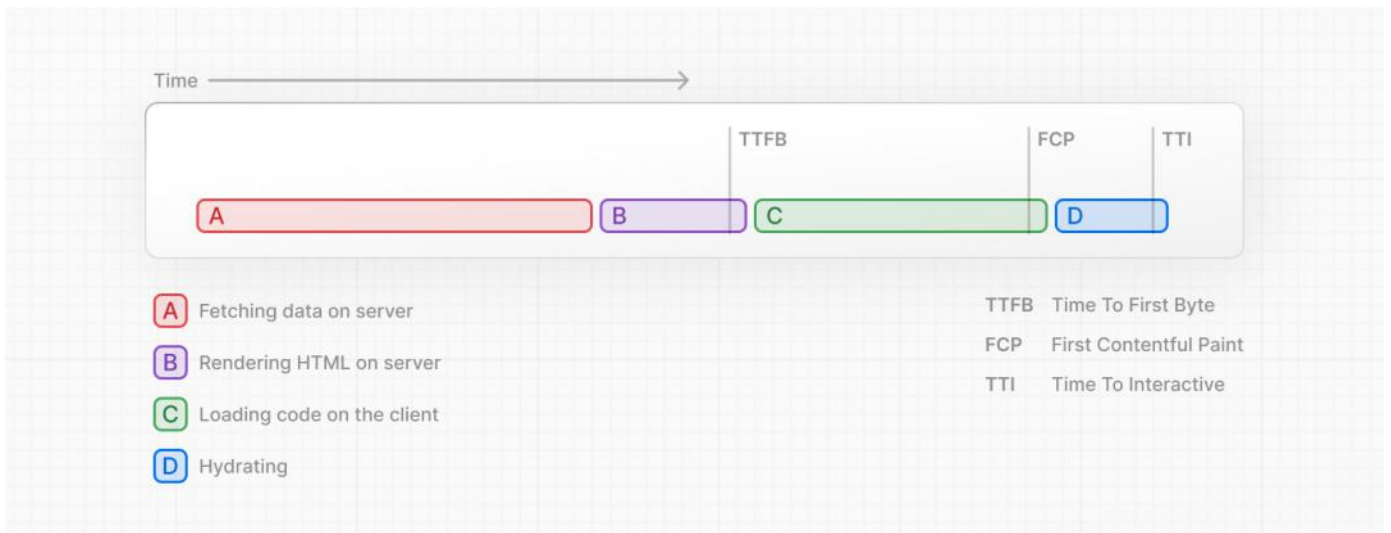 Time
TTFB
FCP
TTI
A
B
C
D
A Fetching data on server
B Rendering HTML on server
C Loading code on the client
D Hydrating
TTFB Time To First Byte
FCP First Contentful Paint
TTI Time To Interactive